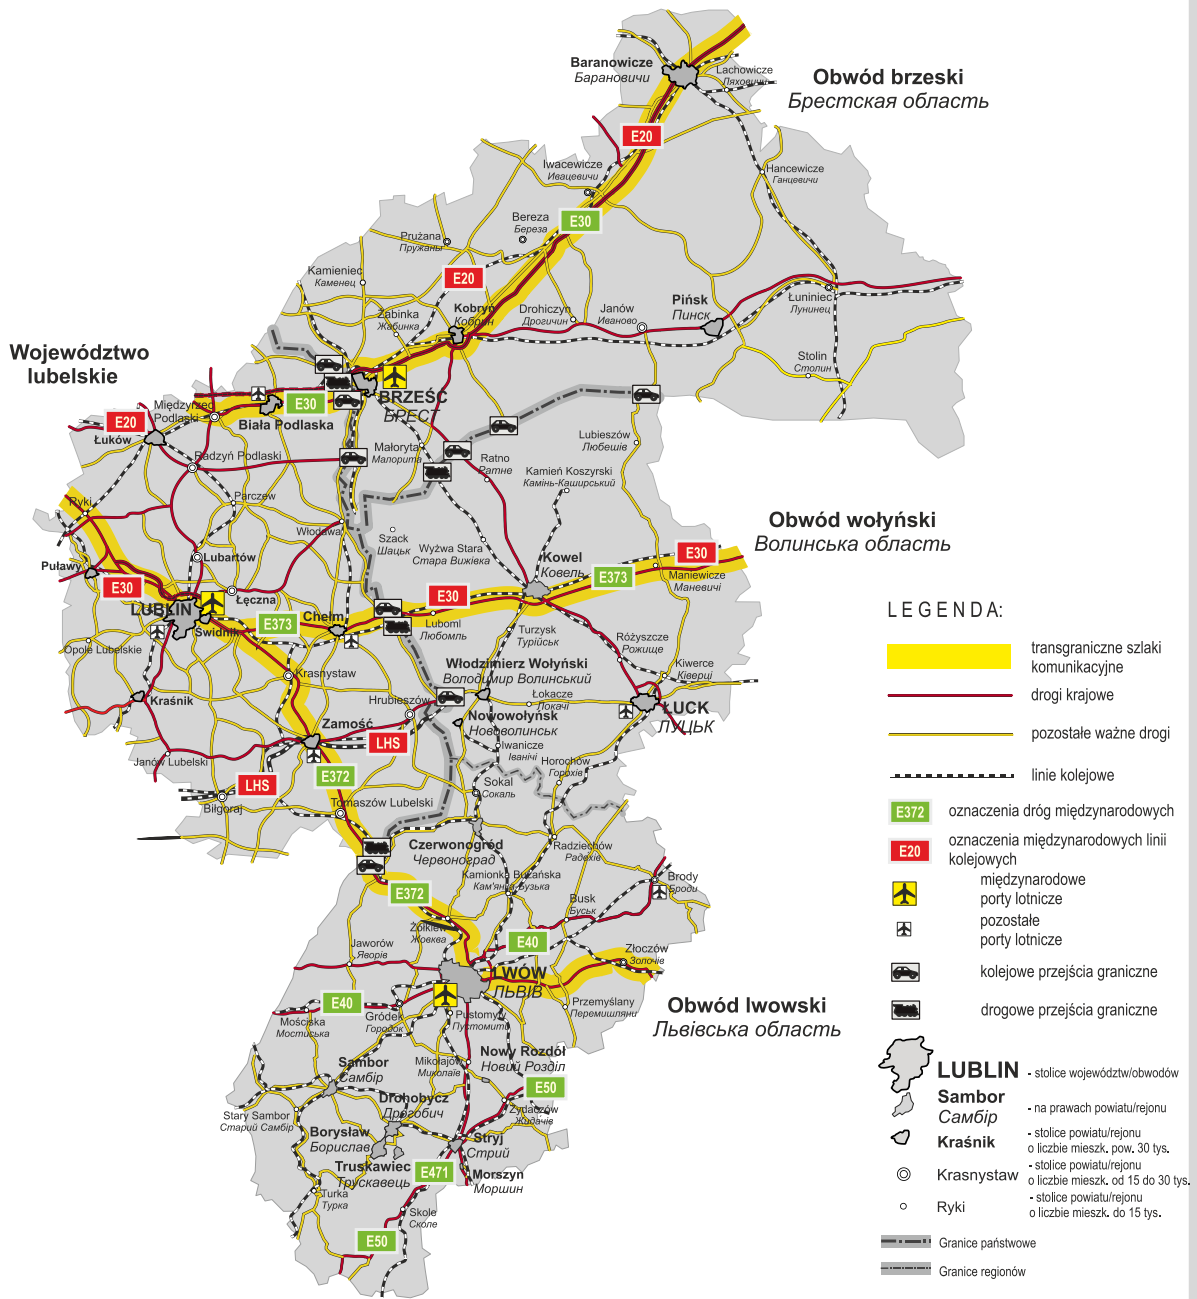 Baranowicze
Барановичи
Lachowicze
Ляховичи
Obwód brzeski
Брестская область
E20
Iwacewicze
Ивацевичи
Hancewicze
Ганцевичи
Bereza
Береза
E30
Prużana
Пружаны
Kamieniec
Каменец
E20
Żabinka
Жабинка
Kobryń
Кобрин
Drohiczyn
Дрогичин
Janów
Иваново
Pińsk
Пинск
Łuniniec
Лунинец
Stolin
Столин
Województwo
lubelskie
BRZEŚĆ
БРЕСТ
Międzyrzec
Podlaski
E30
Biała Podlaska
E20
Łuków
Radzyń Podlaski
Małoryta
Малорита
Ratno
Ратне
Lubieszów
Любешів
Kamień Koszyrski
Камінь-Каширський
Parczew
Ryki
Włodawa
Szack
Шацьк
Wyżwa Stara
Стара Вижівка
Obwód wołyński
Волинська область
Kowel
Ковель
E30
E373
Maniewicze
Маневичі
Lubartów
Puławy
E30
Łęczna
LUBLIN
Świdnik
E373
Chełm
E30
Luboml
Любомль
Turzysk
Турійськ
Różyszcze
Рожище
Kiwerce
Ківерці
Opole Lubelskie
Krasnystaw
Włodzimierz Wołyński
Володимир Волинський
Kraśnik
Hrubieszów
Łokacze
Локачі
ŁUCK
ЛУЦЬК
Zamość
LHS
Nowowołyńsk
Нововолинськ
Iwanicze
Іваничі
Horochów
Горохів
Janów Lubelski
LHS
E372
Sokal
Сокаль
Biłgoraj
Tomaszów Lubelski
Czerwonogród
Червоноград
Radziechów
Радехів
Kamionka Bużańska
Кам'янка-Бузька
Brody
Броди
E372
Busk
Буськ
Żółkiew
Жовква
E40
Jaworów
Яворів
Złoczów
Золочів
LWÓW
ЛЬВІВ
E40
Mościska
Мостиська
Gródek
Городок
Pustomyty
Пустомити
Przemyślany
Перемишляни
Obwód lwowski
Львівська область
Mikołajów
Миколаїв
Nowy Rozdół
Новий Розділ
Sambor
Самбір
E50
Drohobycz
Дрогобич
Żydaczów
Жидачів
Stary Sambor
Старий Самбір
Borysław
Борислав
Stryj
Стрий
Truskawiec
Трускавець
E471
Morszyn
Моршин
Turka
Турка
Skole
Сколе
E50
LEGENDA:
transgraniczne szlaki
komunikacyjne
drogi krajowe
pozostałe ważne drogi
linie kolejowe
E372
oznaczenia dróg międzynarodowych
E20
oznaczenia międzynarodowych linii
kolejowych
międzynarodowe
porty lotnicze
pozostałe
porty lotnicze
kolejowe przejścia graniczne
drogowe przejścia graniczne
LUBLIN - stolice województw/obwodów
Sambor
Самбір
- na prawach powiatu/rejonu
Kraśnik
- stolice powiatu/rejonu
o liczbie mieszk. pow. 30 tys.
Krasnystaw
- stolice powiatu/rejonu
o liczbie mieszk. od 15 do 30 tys.
Ryki
- stolice powiatu/rejonu
o liczbie mieszk. do 15 tys.
Granice państwowe
Granice regionów